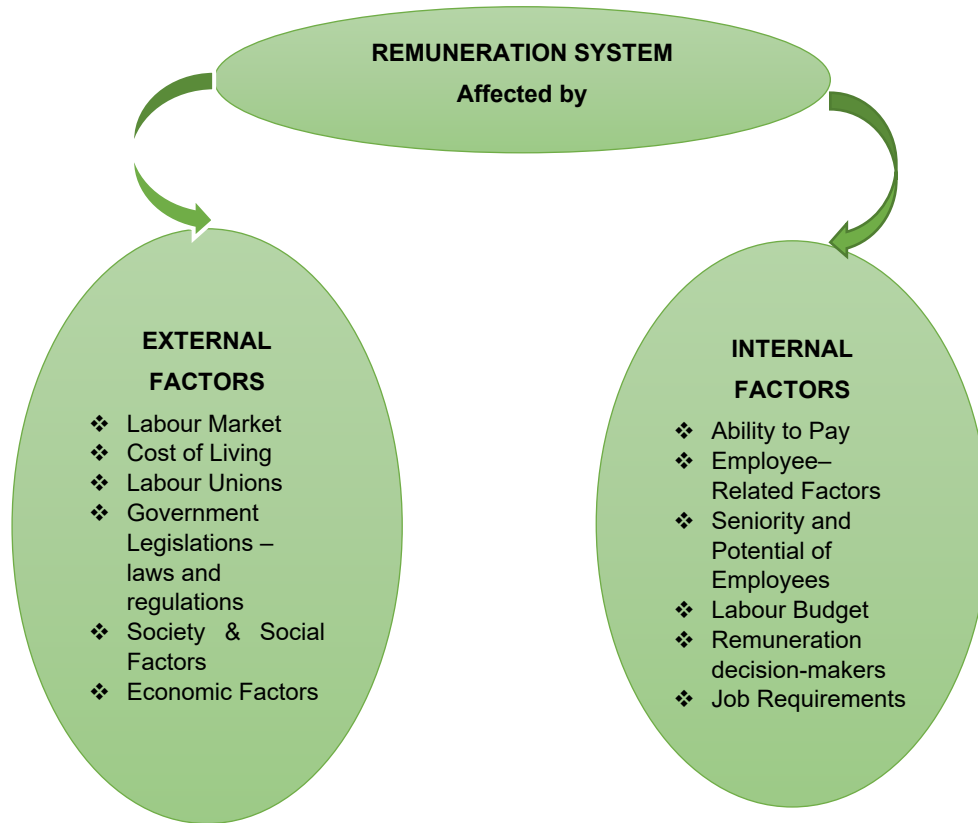 REMUNERATION SYSTEM
Affected by
EXTERNAL
FACTORS
❖ Labour Market
❖ Cost of Living
❖ Labour Unions
❖ Government
Legislations –
laws and
regulations
❖ Society & Social
Factors
❖ Economic Factors
INTERNAL
FACTORS
❖ Ability to Pay
❖ Employee–
Related Factors
❖ Seniority and
Potential of
Employees
❖ Labour Budget
❖ Remuneration
decision-makers
❖ Job Requirements